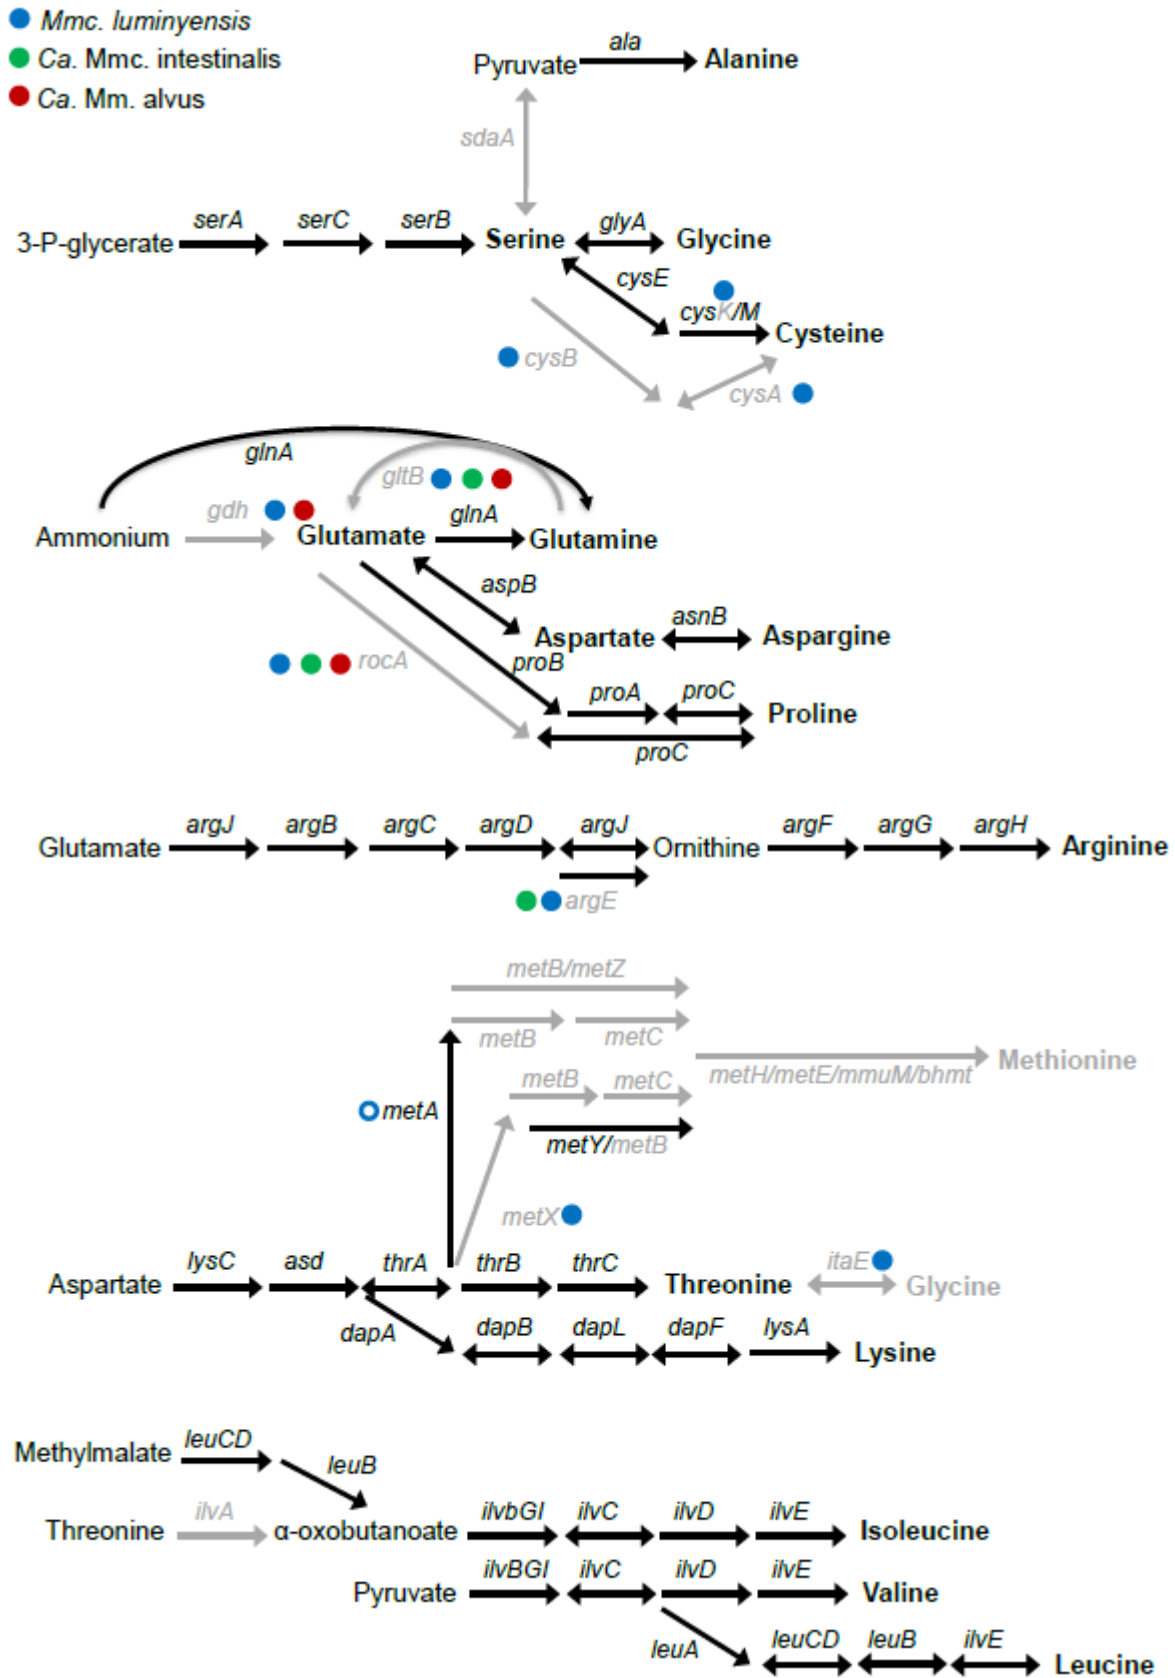 Mmc. luminyensis
Ca. Mmc. intestinalis
Ca. Mm. alvus
Pyruvate ala Alanine
sdaA
3-P-glycerate serA serC serB Serine glyA Glycine
cysE
cysK/M Cysteine
cysB
cysA
glnA
gltB
gdh
glnA
Ammonium Glutamate Glutamine
aspB
Aspartate asnB Aspargine
rocA
proB
proA proC Proline
proC
Glutamate argJ argB argC argD argJ Ornithine argF argG argH Arginine
argE
metB/metZ
metB metC
Methionine
metH/metE/mmuM/bhmt
metB metC
metA
metY/metB
metX
Aspartate lysC asd thrA thrB thrC Threonine itaE Glycine
dapA dapB dapL dapF lysA Lysine
Methylmalate leuCD
leuB
Threonine ilvA α-oxobutanoate ilvbGI ilvC ilvD ilvE Isoleucine
Pyruvate ilvBGI ilvC ilvD ilvE Valine
leuA leuCD leuB ilvE Leucine